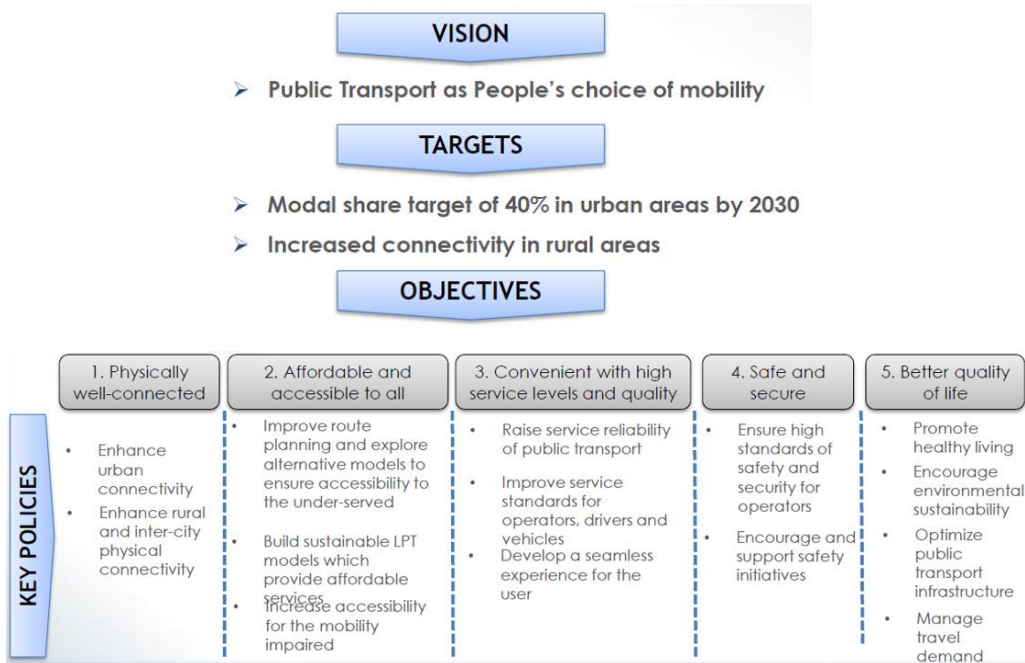 VISION
➢ Public Transport as People's choice of mobility
TARGETS
➢ Modal share target of 40% in urban areas by 2030
➢ Increased connectivity in rural areas
OBJECTIVES
KEY POLICIES
1. Physically
well-connected
• Enhance
urban
connectivity
• Enhance rural
and inter-city
physical
connectivity
2. Affordable and
accessible to all
• Improve route
planning and explore
alternative models to
ensure accessibility to
the under-served
• Build sustainable LPT
models which
provide affordable
services
• Increase accessibility
for the mobility
impaired
3. Convenient with high
service levels and quality
• Raise service reliability
of public transport
• Improve service
standards for
operators, drivers and
vehicles
• Develop a seamless
experience for the
user
4. Safe and
secure
• Ensure high
standards of
safety and
security for
operators
• Encourage and
support safety
initiatives
5. Better quality
of life
• Promote
healthy living
• Encourage
environmental
sustainability
• Optimize
public
transport
infrastructure
• Manage
travel
demand